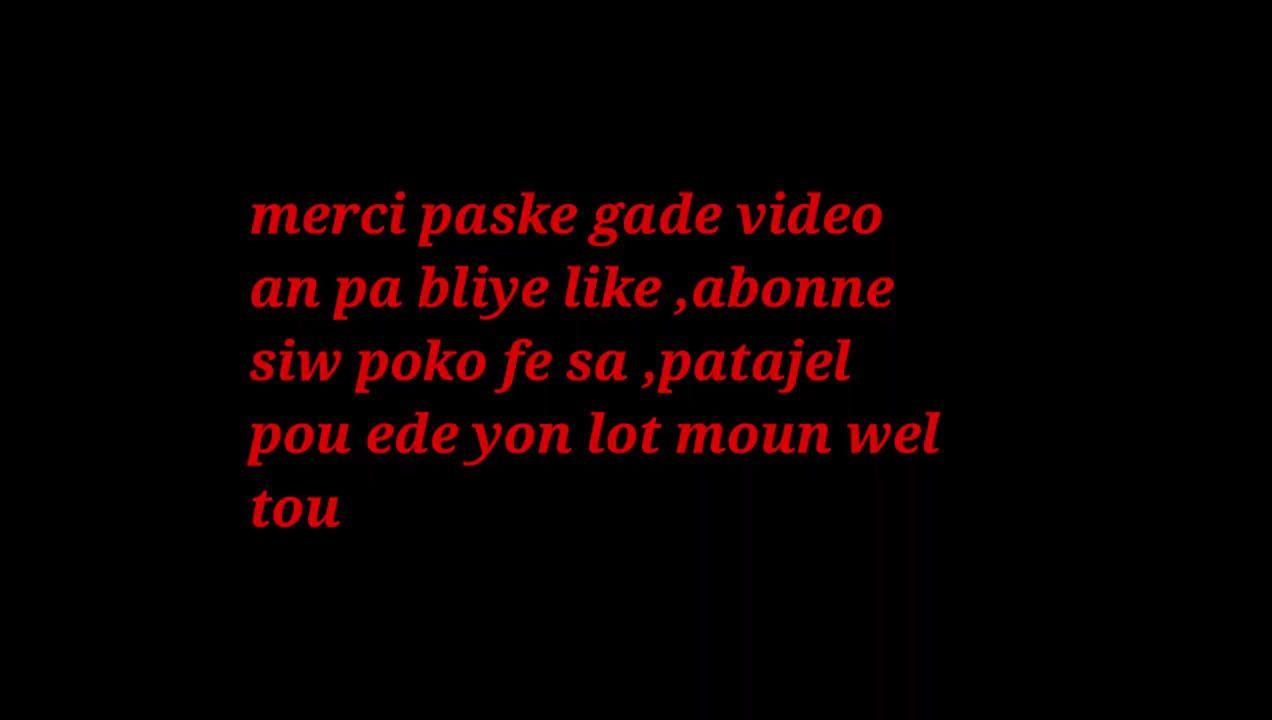 merci paske gade video
an pa bliye like ,abonne
siw poko fe sa ,patajel
pou ede yon lot moun wel
tou